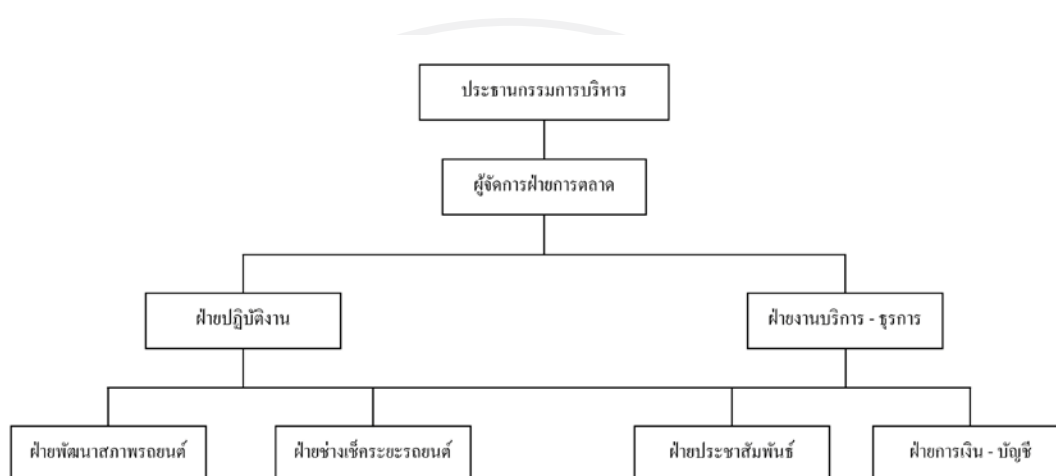 ประธานกรรมการบริหาร
ผู้จัดการฝ่ายการตลาด
ฝ่ายปฏิบัติงาน
ฝ่ายงานบริการ - ธุรการ
ฝ่ายพัฒนาสภาพรถยนต์
ฝ่ายช่างเช็คระยะรถยนต์
ฝ่ายประชาสัมพันธ์
ฝ่ายการเงิน - บัญชี